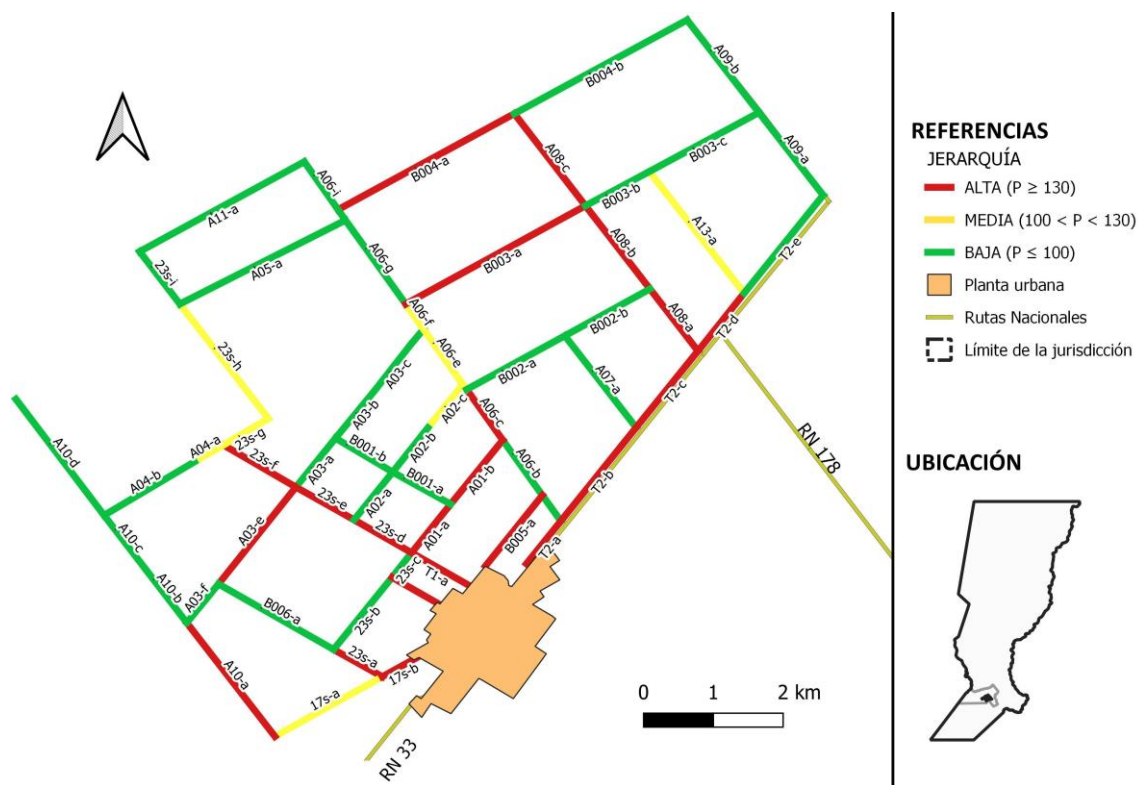 B004-b
A09-b
B004-a
A08-c
B003-c
A09-a
A06-i
A11-a
B003-b
A13-a
A06-g
A05-a
23s-i
B003-a
A08-b
T2-e
A06-f
B002-b
A08-a
T2-d
23s-h
A06-e
B002-a
A03-c
A07-a
T2-c
A03-b
A02-c
A06-c
A04-a
23s-g
23s-f
A02-b
B001-b
A10-d
A04-b
A03-a
A01-b
A06-b
T2-b
RN 178
B001-a
A02-a
23s-e
23s-d
A03-e
A01-a
B005-a
T2-a
A10-c
23s-c
T1-a
A10-b
A03-f
B006-a
23s-b
23s-a
17s-b
A10-a
17s-a
RN 33
0 1 2 km
REFERENCIAS
JERARQUÍA
ALTA (P ≥ 130)
MEDIA (100 < P < 130)
BAJA (P ≤ 100)
Planta urbana
Rutas Nacionales
Límite de la jurisdicción
UBICACIÓN